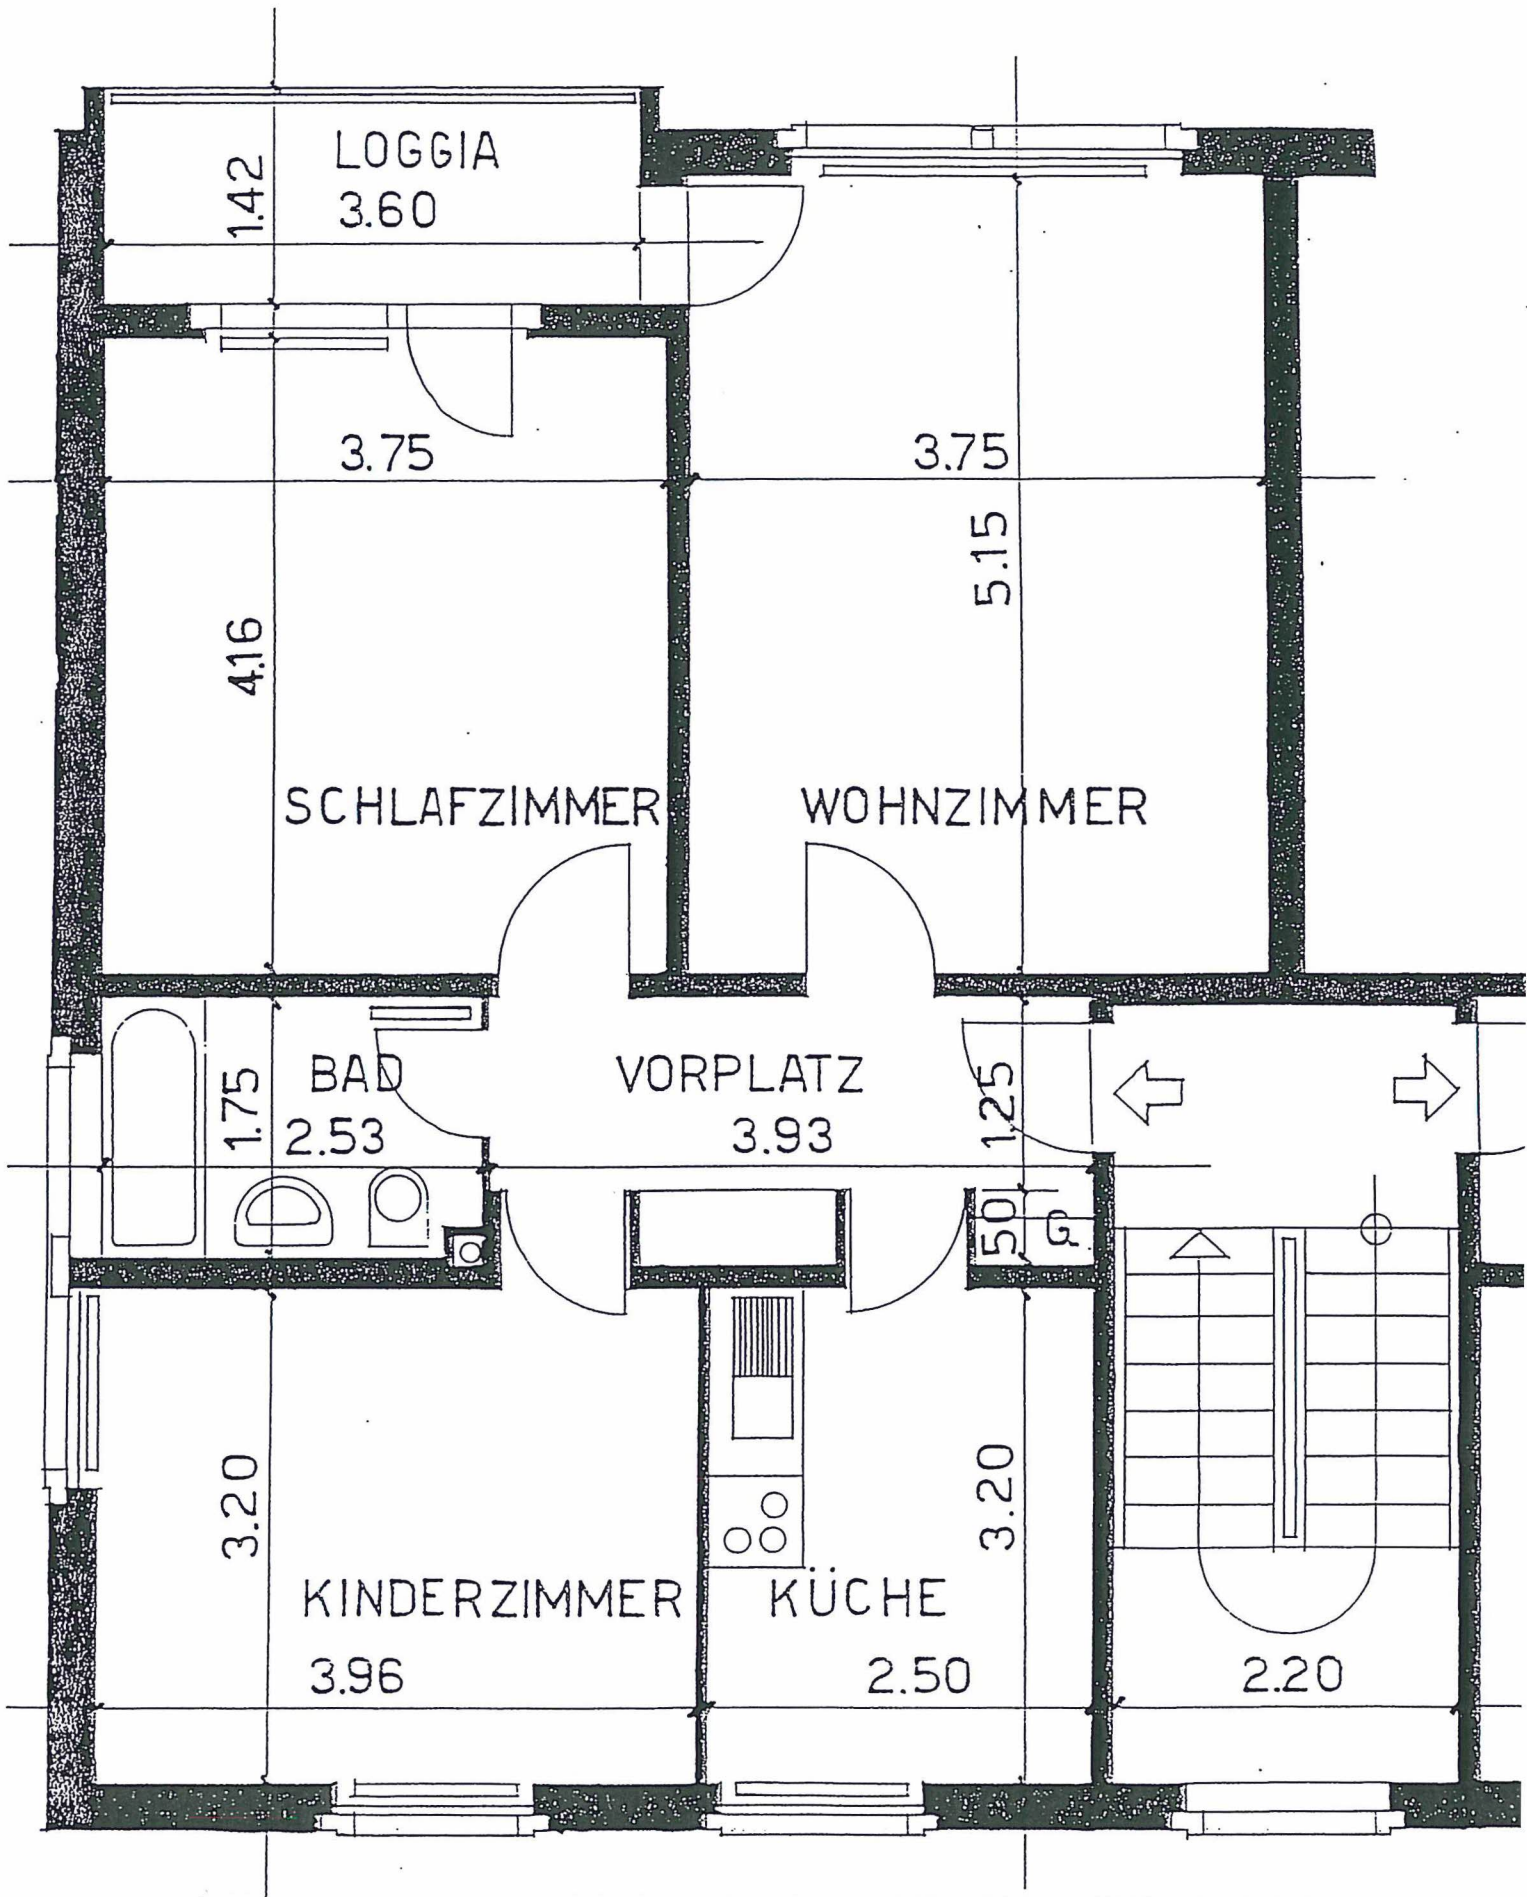 LOGGIA
1.42
3.60
3.75
3.75
5.15
4.16
SCHLAFZIMMER
WOHNZIMMER
BAD
VORPLATZ
1.75
2.53
3.93
1.25
50
G
3.20
3.20
KINDERZIMMER
KÜCHE
3.96
2.50
2.20